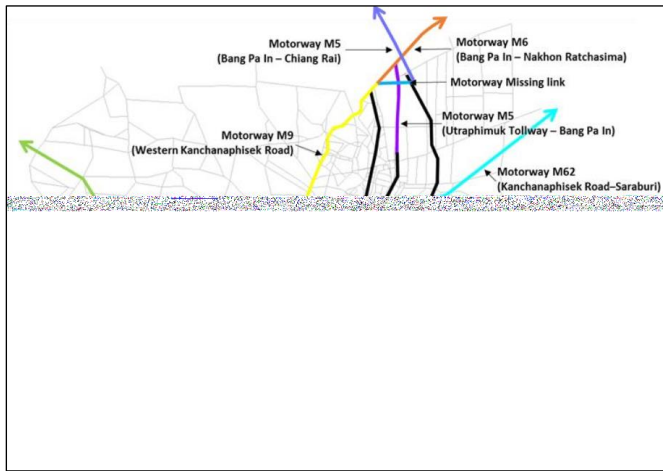 Motorway M5
(Bang Pa In – Chiang Rai)
Motorway M6
(Bang Pa In – Nakhon Ratchasima)
Motorway Missing link
Motorway M5
(Utraphimuk Tollway – Bang Pa In)
Motorway M9
(Western Kanchanaphisek Road)
Motorway M62
(Kanchanaphisek Road–Saraburi)